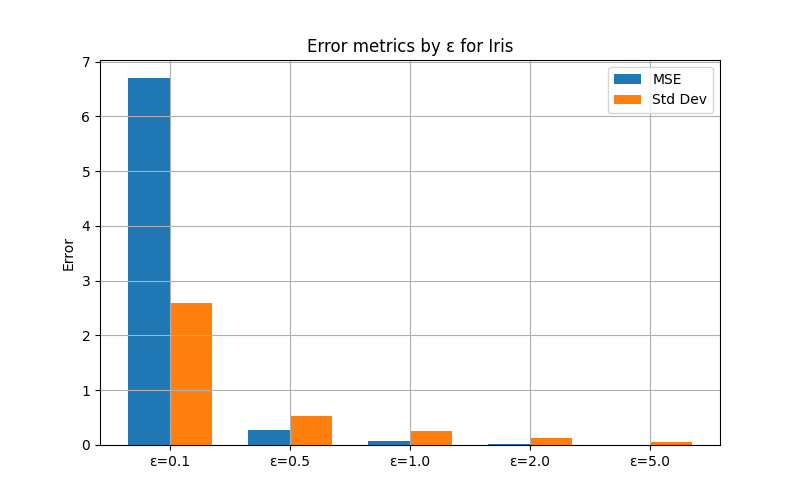 Error metrics by ε for Iris
MSE
Std Dev
Error
7
6
5
4
3
2
1
0
ε=0.1 ε=0.5 ε=1.0 ε=2.0 ε=5.0